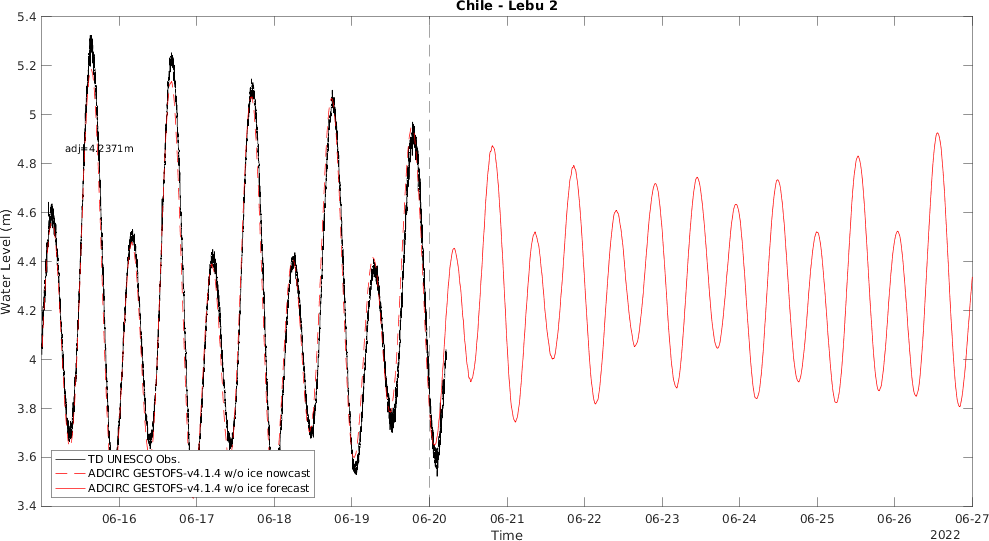 Chile - Lebu 2
5.4
5.2
5
4.8
4.6
4.4
4.2
4
3.8
3.6
3.4
Water Level (m)
adj=4.2371m
TD UNESCO Obs.
ADCIRC GESTOFS-v4.1.4 w/o ice nowcast
ADCIRC GESTOFS-v4.1.4 w/o ice forecast
06-16 06-17 06-18 06-19 06-20 06-21 06-22 06-23 06-24 06-25 06-26 06-27
Time
2022